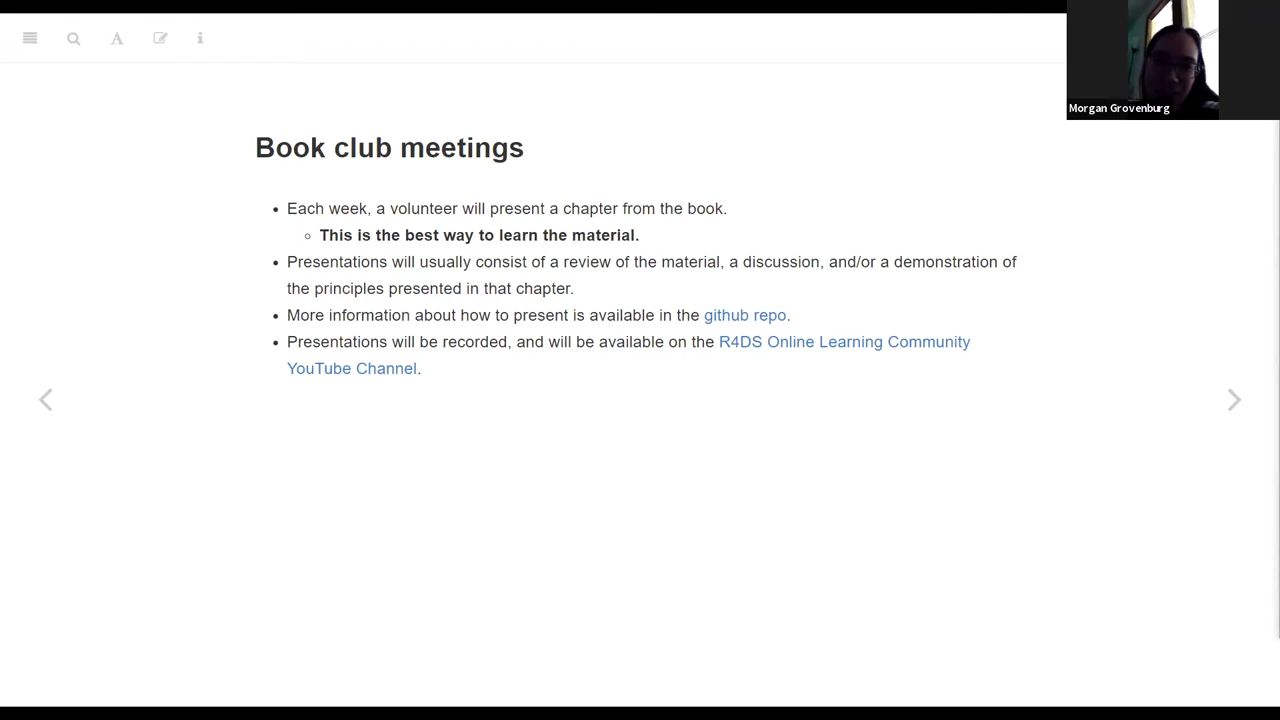 Morgan Grovenburg
Book club meetings
Each week, a volunteer will present a chapter from the book.
This is the best way to learn the material.
Presentations will usually consist of a review of the material, a discussion, and/or a demonstration of
the principles presented in that chapter.
More information about how to present is available in the github repo.
Presentations will be recorded, and will be available on the R4DS Online Learning Community
YouTube Channel.